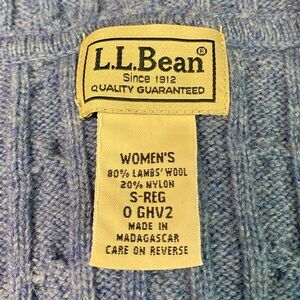 L.L.Bean®
Since 1912
QUALITY GUARANTEED
WOMEN'S
80% LAMBS' WOOL
20% NYLON
S-REG
0 GHV2
MADE IN
MADAGASCAR
CARE ON REVERSE